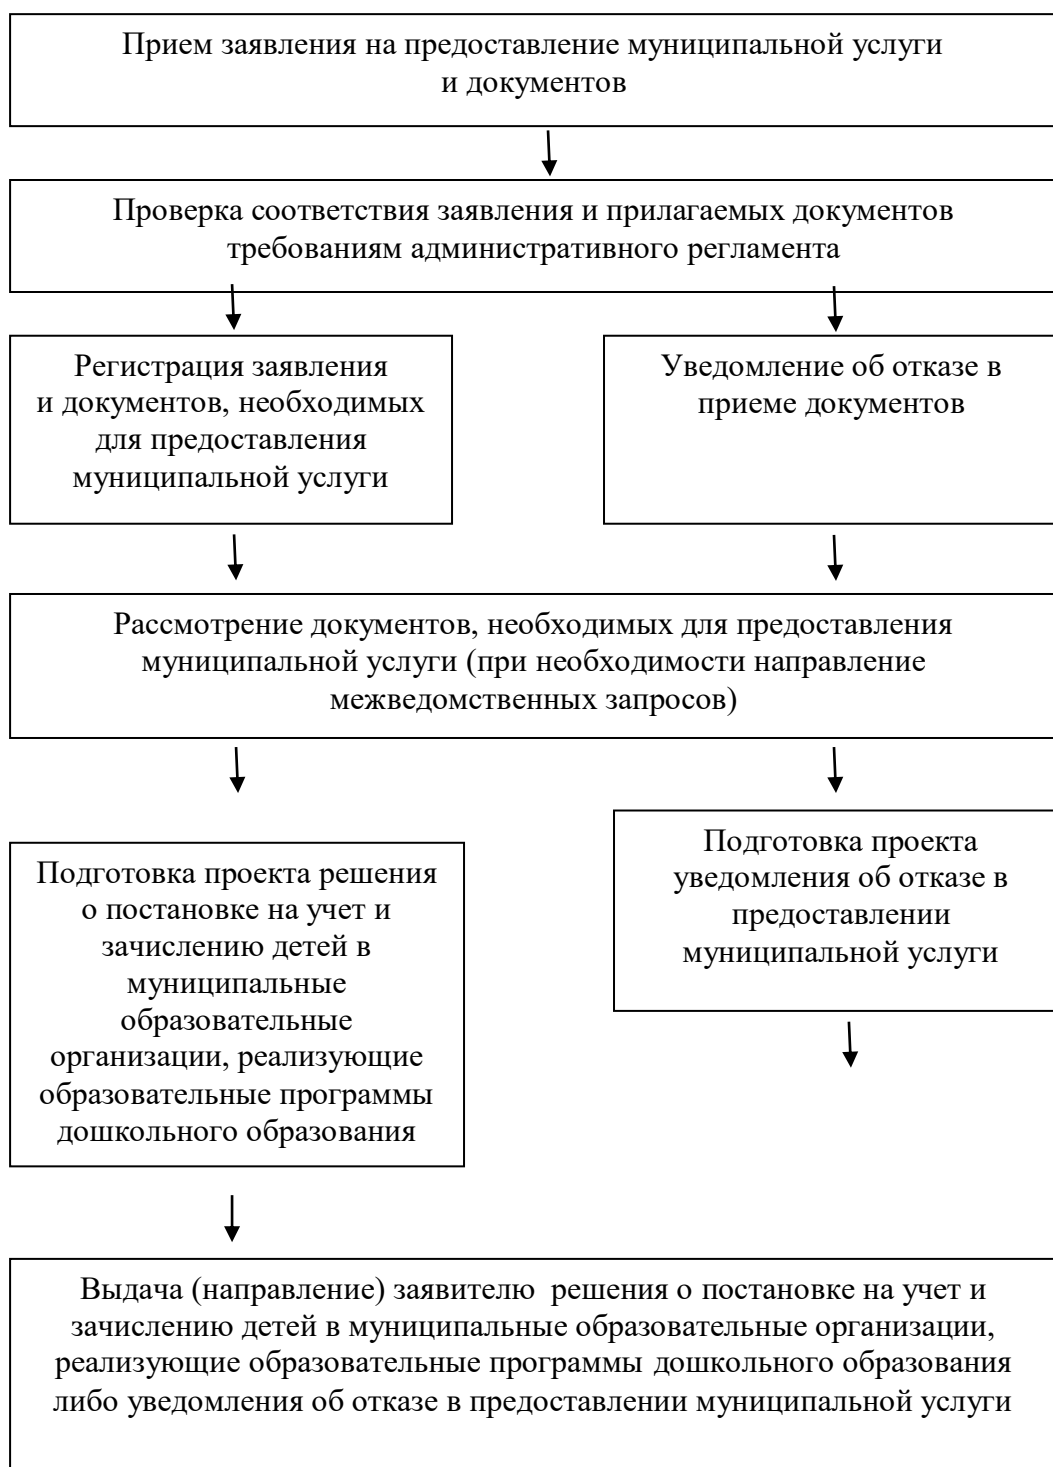 Прием заявления на предоставление муниципальной услуги
и документов
Проверка соответствия заявления и прилагаемых документов
требованиям административного регламента
Регистрация заявления
и документов, необходимых
для предоставления
муниципальной услуги
Уведомление об отказе в
приеме документов
Рассмотрение документов, необходимых для предоставления
муниципальной услуги (при необходимости направление
межведомственных запросов)
Подготовка проекта решения
о постановке на учет и
зачислению детей в
муниципальные
образовательные
организации, реализующие
образовательные программы
дошкольного образования
Подготовка проекта
уведомления об отказе в
предоставлении
муниципальной услуги
Выдача (направление) заявителю решения о постановке на учет и
зачислению детей в муниципальные образовательные организации,
реализующие образовательные программы дошкольного образования
либо уведомления об отказе в предоставлении муниципальной услуги